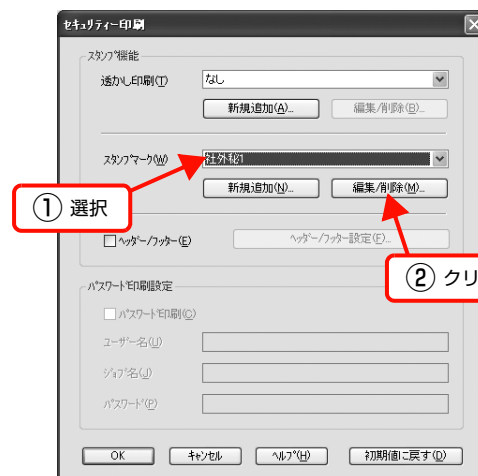 セキュリティー印刷
スタンプ機能
透かし印刷(T) なし
新規追加(A)... 編集/削除(B)...
スタンプマーク(W) 社外秘1
新規追加(N)... 編集/削除(M)...
① 選択
ヘッダー/フッター(E) ヘッダー/フッター設定(F)...
② クリ
パスワード印刷設定
パスワード印刷(C)
ユーザー名(U)
ジョブ名(J)
パスワード(P)
OK キャンセル ヘルプ(H) 初期値に戻す(D)